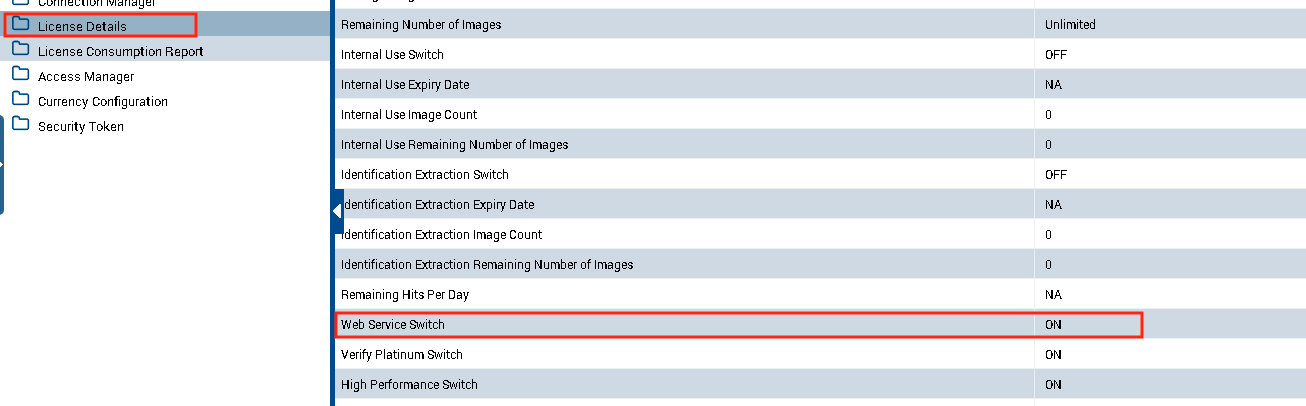 Connection Manager
License Details
License Consumption Report
Access Manager
Currency Configuration
Security Token
Remaining Number of Images Unlimited
Internal Use Switch OFF
Internal Use Expiry Date NA
Internal Use Image Count 0
Internal Use Remaining Number of Images 0
Identification Extraction Switch OFF
dentification Extraction Expiry Date NA
Identification Extraction Image Count 0
Identification Extraction Remaining Number of Images 0
Remaining Hits Per Day NA
Web Service Switch ON
Verify Platinum Switch ON
High Performance Switch ON